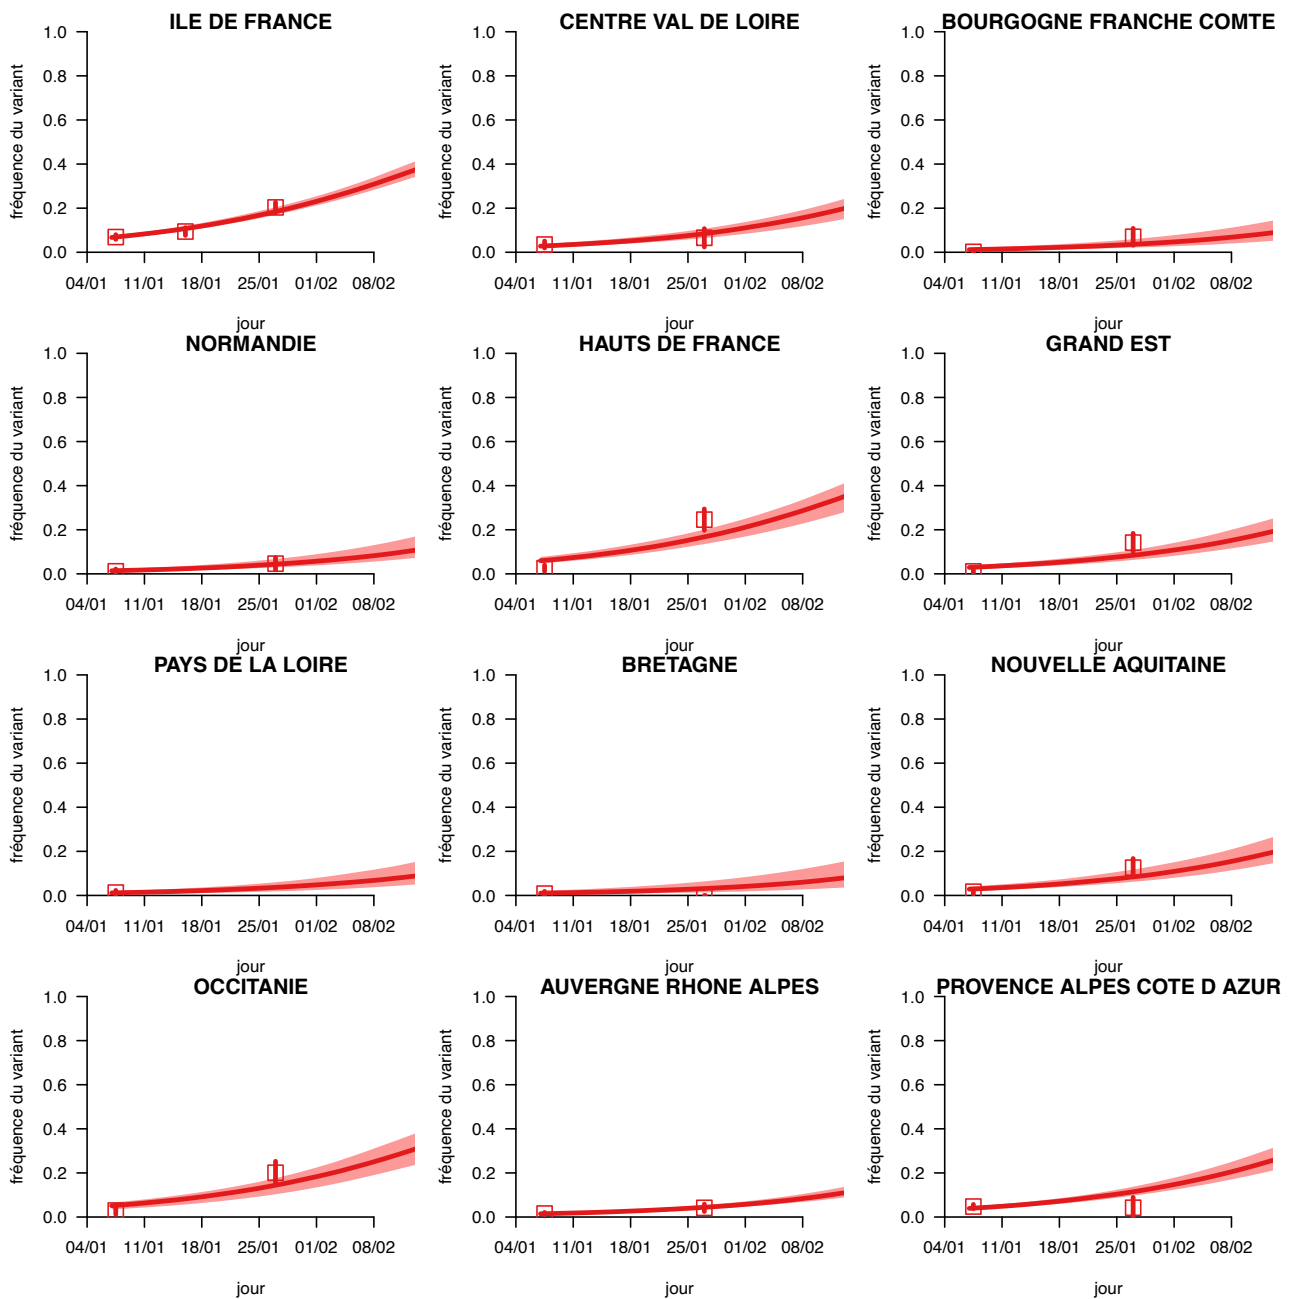 ILE DE FRANCE
fréquence du variant
1.0
0.8
0.6
0.4
0.2
0.0
04/01 11/01 18/01 25/01 01/02 08/02
jour
CENTRE VAL DE LOIRE
fréquence du variant
1.0
0.8
0.6
0.4
0.2
0.0
04/01 11/01 18/01 25/01 01/02 08/02
jour
BOURGOGNE FRANCHE COMTE
fréquence du variant
1.0
0.8
0.6
0.4
0.2
0.0
04/01 11/01 18/01 25/01 01/02 08/02
jour
NORMANDIE
fréquence du variant
1.0
0.8
0.6
0.4
0.2
0.0
04/01 11/01 18/01 25/01 01/02 08/02
jour
HAUTS DE FRANCE
fréquence du variant
1.0
0.8
0.6
0.4
0.2
0.0
04/01 11/01 18/01 25/01 01/02 08/02
jour
GRAND EST
fréquence du variant
1.0
0.8
0.6
0.4
0.2
0.0
04/01 11/01 18/01 25/01 01/02 08/02
jour
PAYS DE LA LOIRE
fréquence du variant
1.0
0.8
0.6
0.4
0.2
0.0
04/01 11/01 18/01 25/01 01/02 08/02
jour
BRETAGNE
fréquence du variant
1.0
0.8
0.6
0.4
0.2
0.0
04/01 11/01 18/01 25/01 01/02 08/02
jour
NOUVELLE AQUITAINE
fréquence du variant
1.0
0.8
0.6
0.4
0.2
0.0
04/01 11/01 18/01 25/01 01/02 08/02
jour
OCCITANIE
fréquence du variant
1.0
0.8
0.6
0.4
0.2
0.0
04/01 11/01 18/01 25/01 01/02 08/02
jour
AUVERGNE RHONE ALPES
fréquence du variant
1.0
0.8
0.6
0.4
0.2
0.0
04/01 11/01 18/01 25/01 01/02 08/02
jour
PROVENCE ALPES COTE D AZUR
fréquence du variant
1.0
0.8
0.6
0.4
0.2
0.0
04/01 11/01 18/01 25/01 01/02 08/02
jour